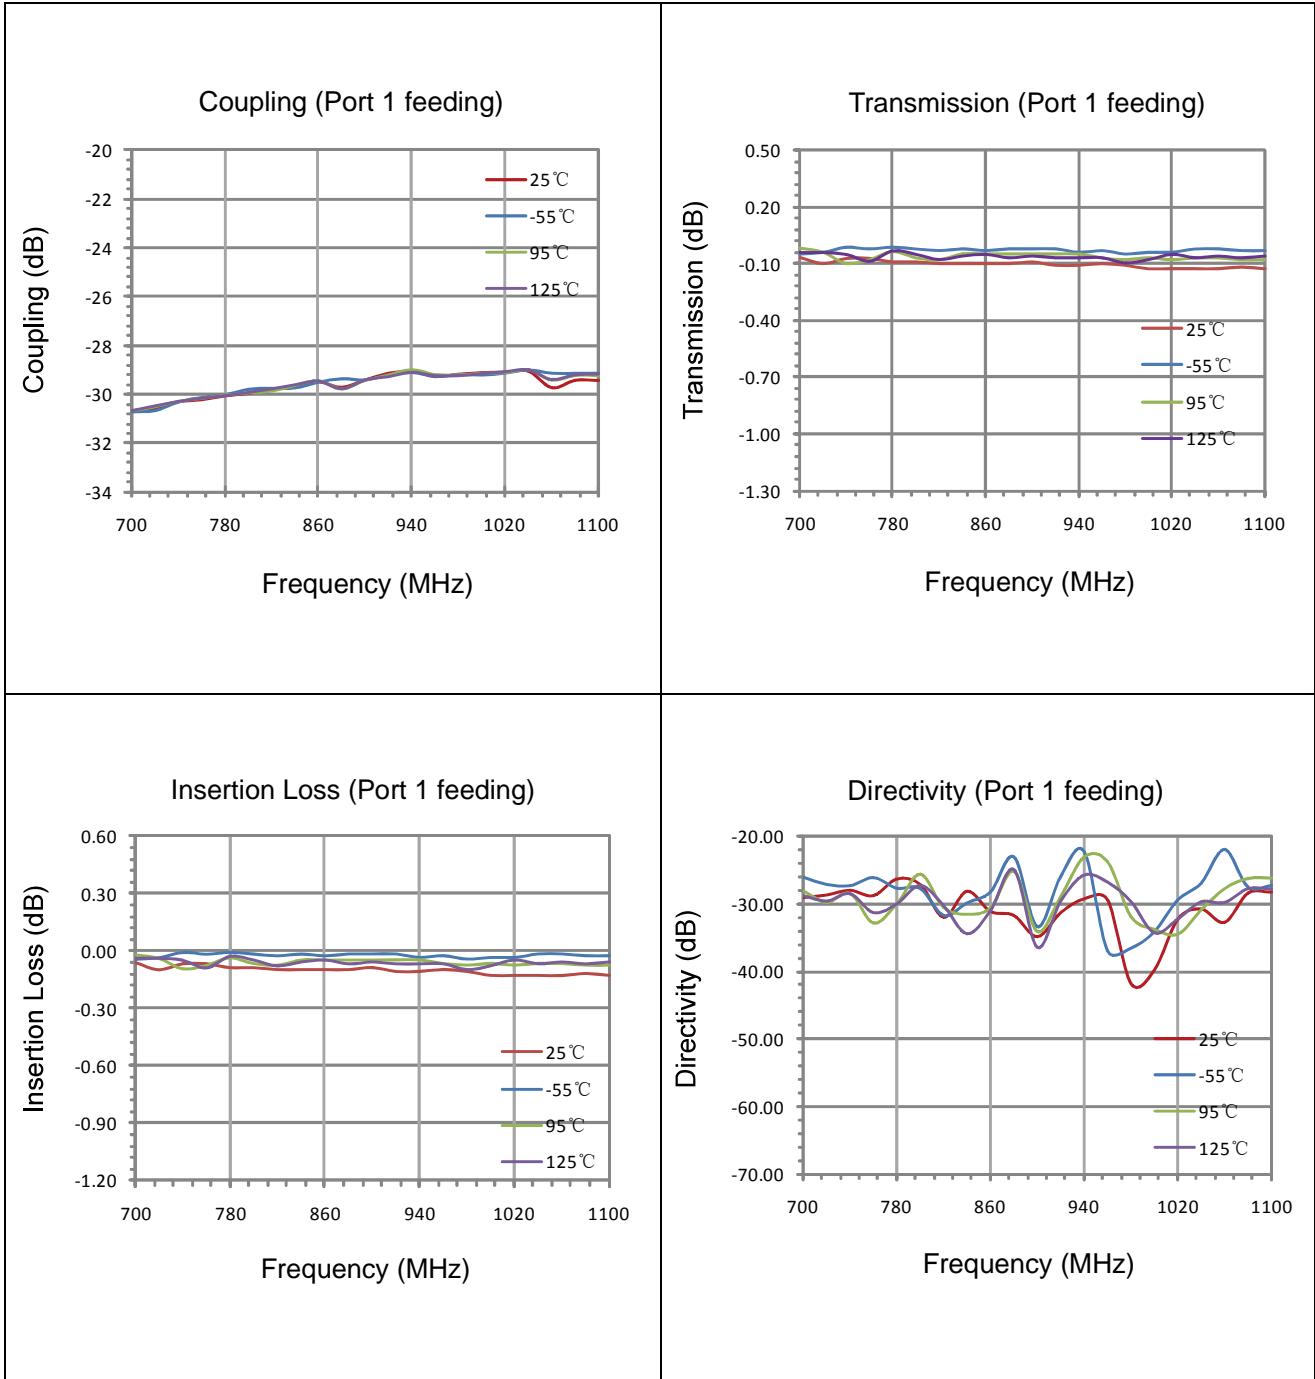 Coupling (Port 1 feeding)
Coupling (dB)
-20
-22
-24
-26
-28
-30
-32
-34
25℃
-55℃
95℃
125℃
700 780 860 940 1020 1100
Frequency (MHz)
Transmission (Port 1 feeding)
Transmission (dB)
0.50
0.20
-0.10
-0.40
-0.70
-1.00
-1.30
25℃
-55℃
95℃
125℃
700 780 860 940 1020 1100
Frequency (MHz)
Insertion Loss (Port 1 feeding)
Insertion Loss (dB)
0.60
0.30
0.00
-0.30
-0.60
-0.90
-1.20
25℃
-55℃
95℃
125℃
700 780 860 940 1020 1100
Frequency (MHz)
Directivity (Port 1 feeding)
Directivity (dB)
-20.00
-30.00
-40.00
-50.00
-60.00
-70.00
25℃
-55℃
95℃
125℃
700 780 860 940 1020 1100
Frequency (MHz)